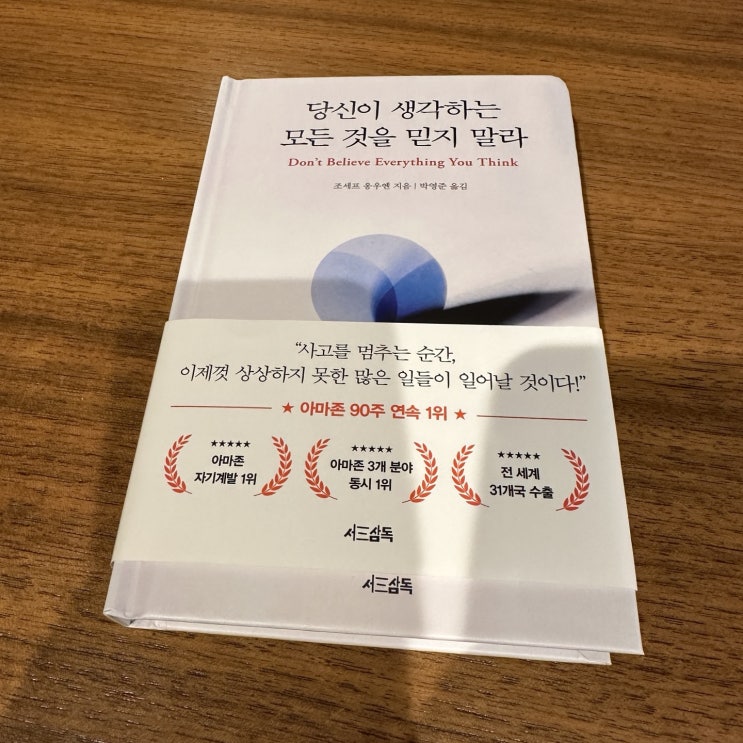 당신이 생각하는
모든 것을 믿지 말라
Don't Believe Everything You Think
조세프 응우옌 지음 | 박영준 옮김
“사고를 멈추는 순간,
이제껏 상상하지 못한 많은 일들이 일어날 것이다!”
★ 아마존 90주 연속 1위 ★
★★★★★
아마존
자기계발 1위
★★★★★
아마존 3개 분야
동시 1위
★★★★★
전 세계
31개국 수출
서삼독
서삼독